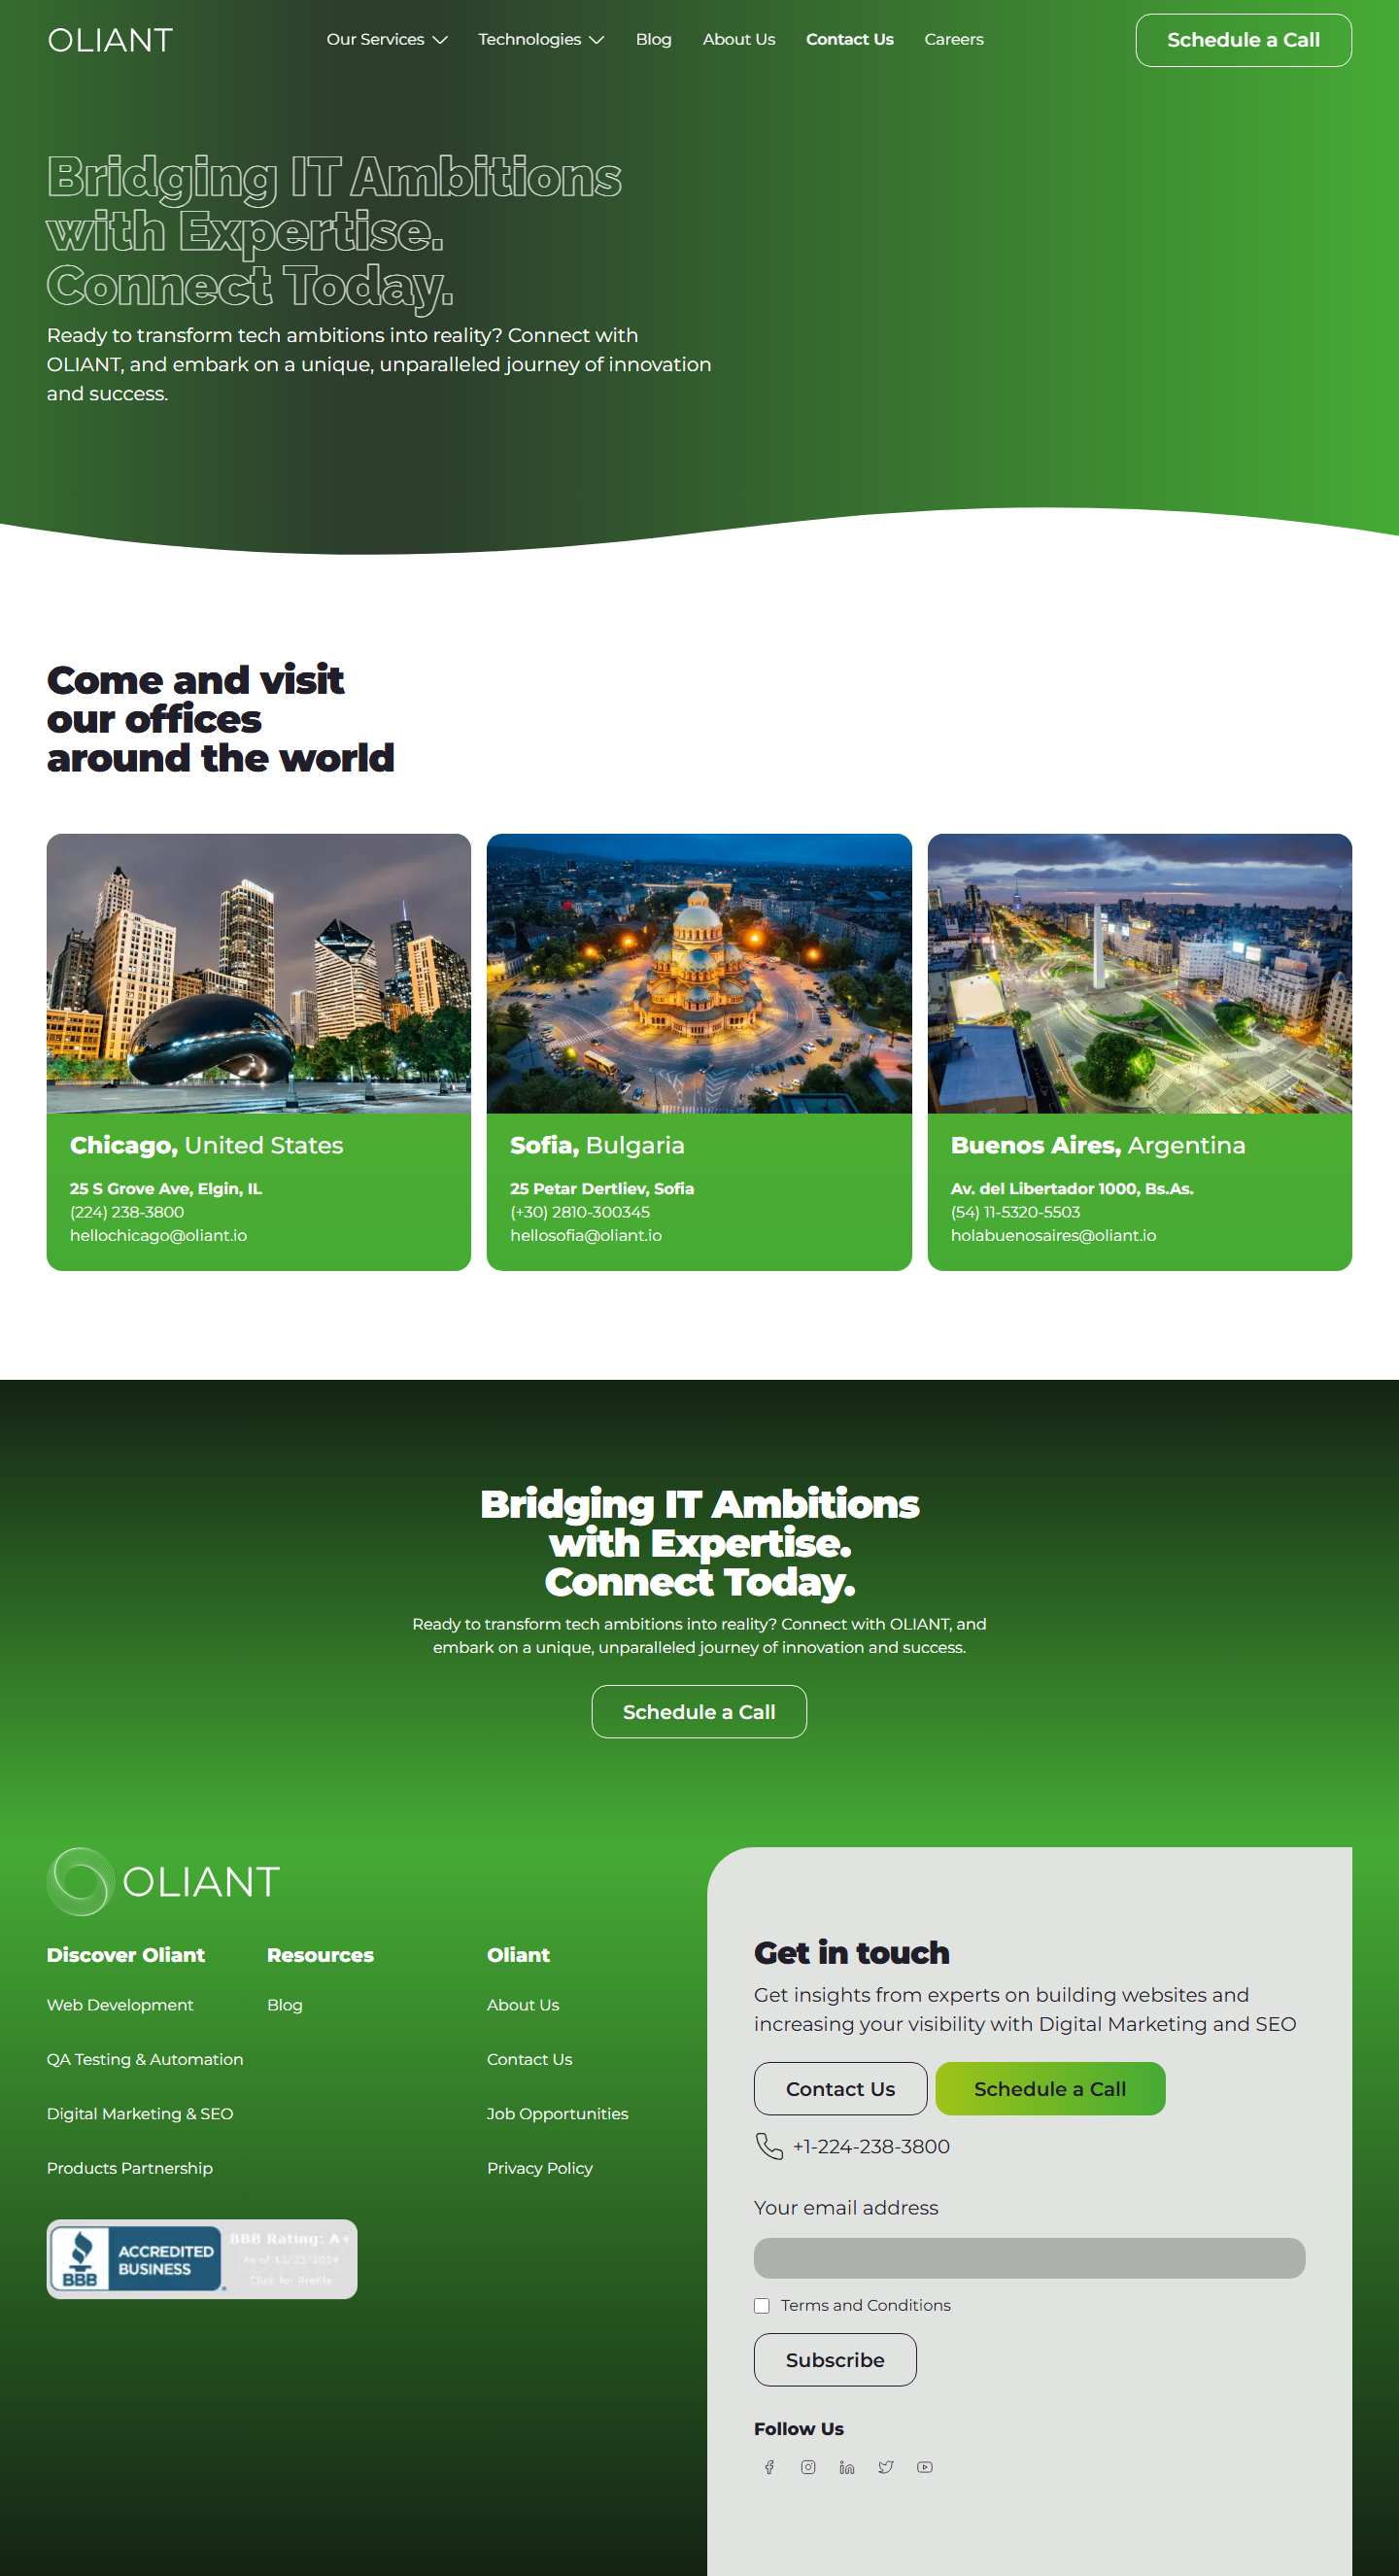 OLIANT
Our Services
Technologies
Blog
About Us
Contact Us
Careers
Schedule a Call
Bridging IT Ambitions
with Expertise.
Connect Today.
Ready to transform tech ambitions into reality? Connect with
OLIANT, and embark on a unique, unparalleled journey of innovation
and success.
Come and visit
our offices
around the world
Chicago, United States
25 S Grove Ave, Elgin, IL
(224) 238-3800
hellochicago@oliant.io
Sofia, Bulgaria
25 Petar Dertliev, Sofia
(+30) 2810-300345
hellosofia@oliant.io
Buenos Aires, Argentina
Av. del Libertador 1000, Bs.As.
(54) 11-5320-5503
holabuenosaires@oliant.io
Bridging IT Ambitions
with Expertise.
Connect Today.
Ready to transform tech ambitions into reality? Connect with OLIANT, and
embark on a unique, unparalleled journey of innovation and success.
Schedule a Call
OLIANT
Discover Oliant
Web Development
QA Testing & Automation
Digital Marketing & SEO
Products Partnership
Resources
Blog
Oliant
About Us
Contact Us
Job Opportunities
Privacy Policy
BBB
ACCREDITED
BUSINESS
BBB Rating: A+
Click for Profile
Get in touch
Get insights from experts on building websites and
increasing your visibility with Digital Marketing and SEO
Contact Us
Schedule a Call
+1-224-238-3800
Your email address
Terms and Conditions
Subscribe
Follow Us